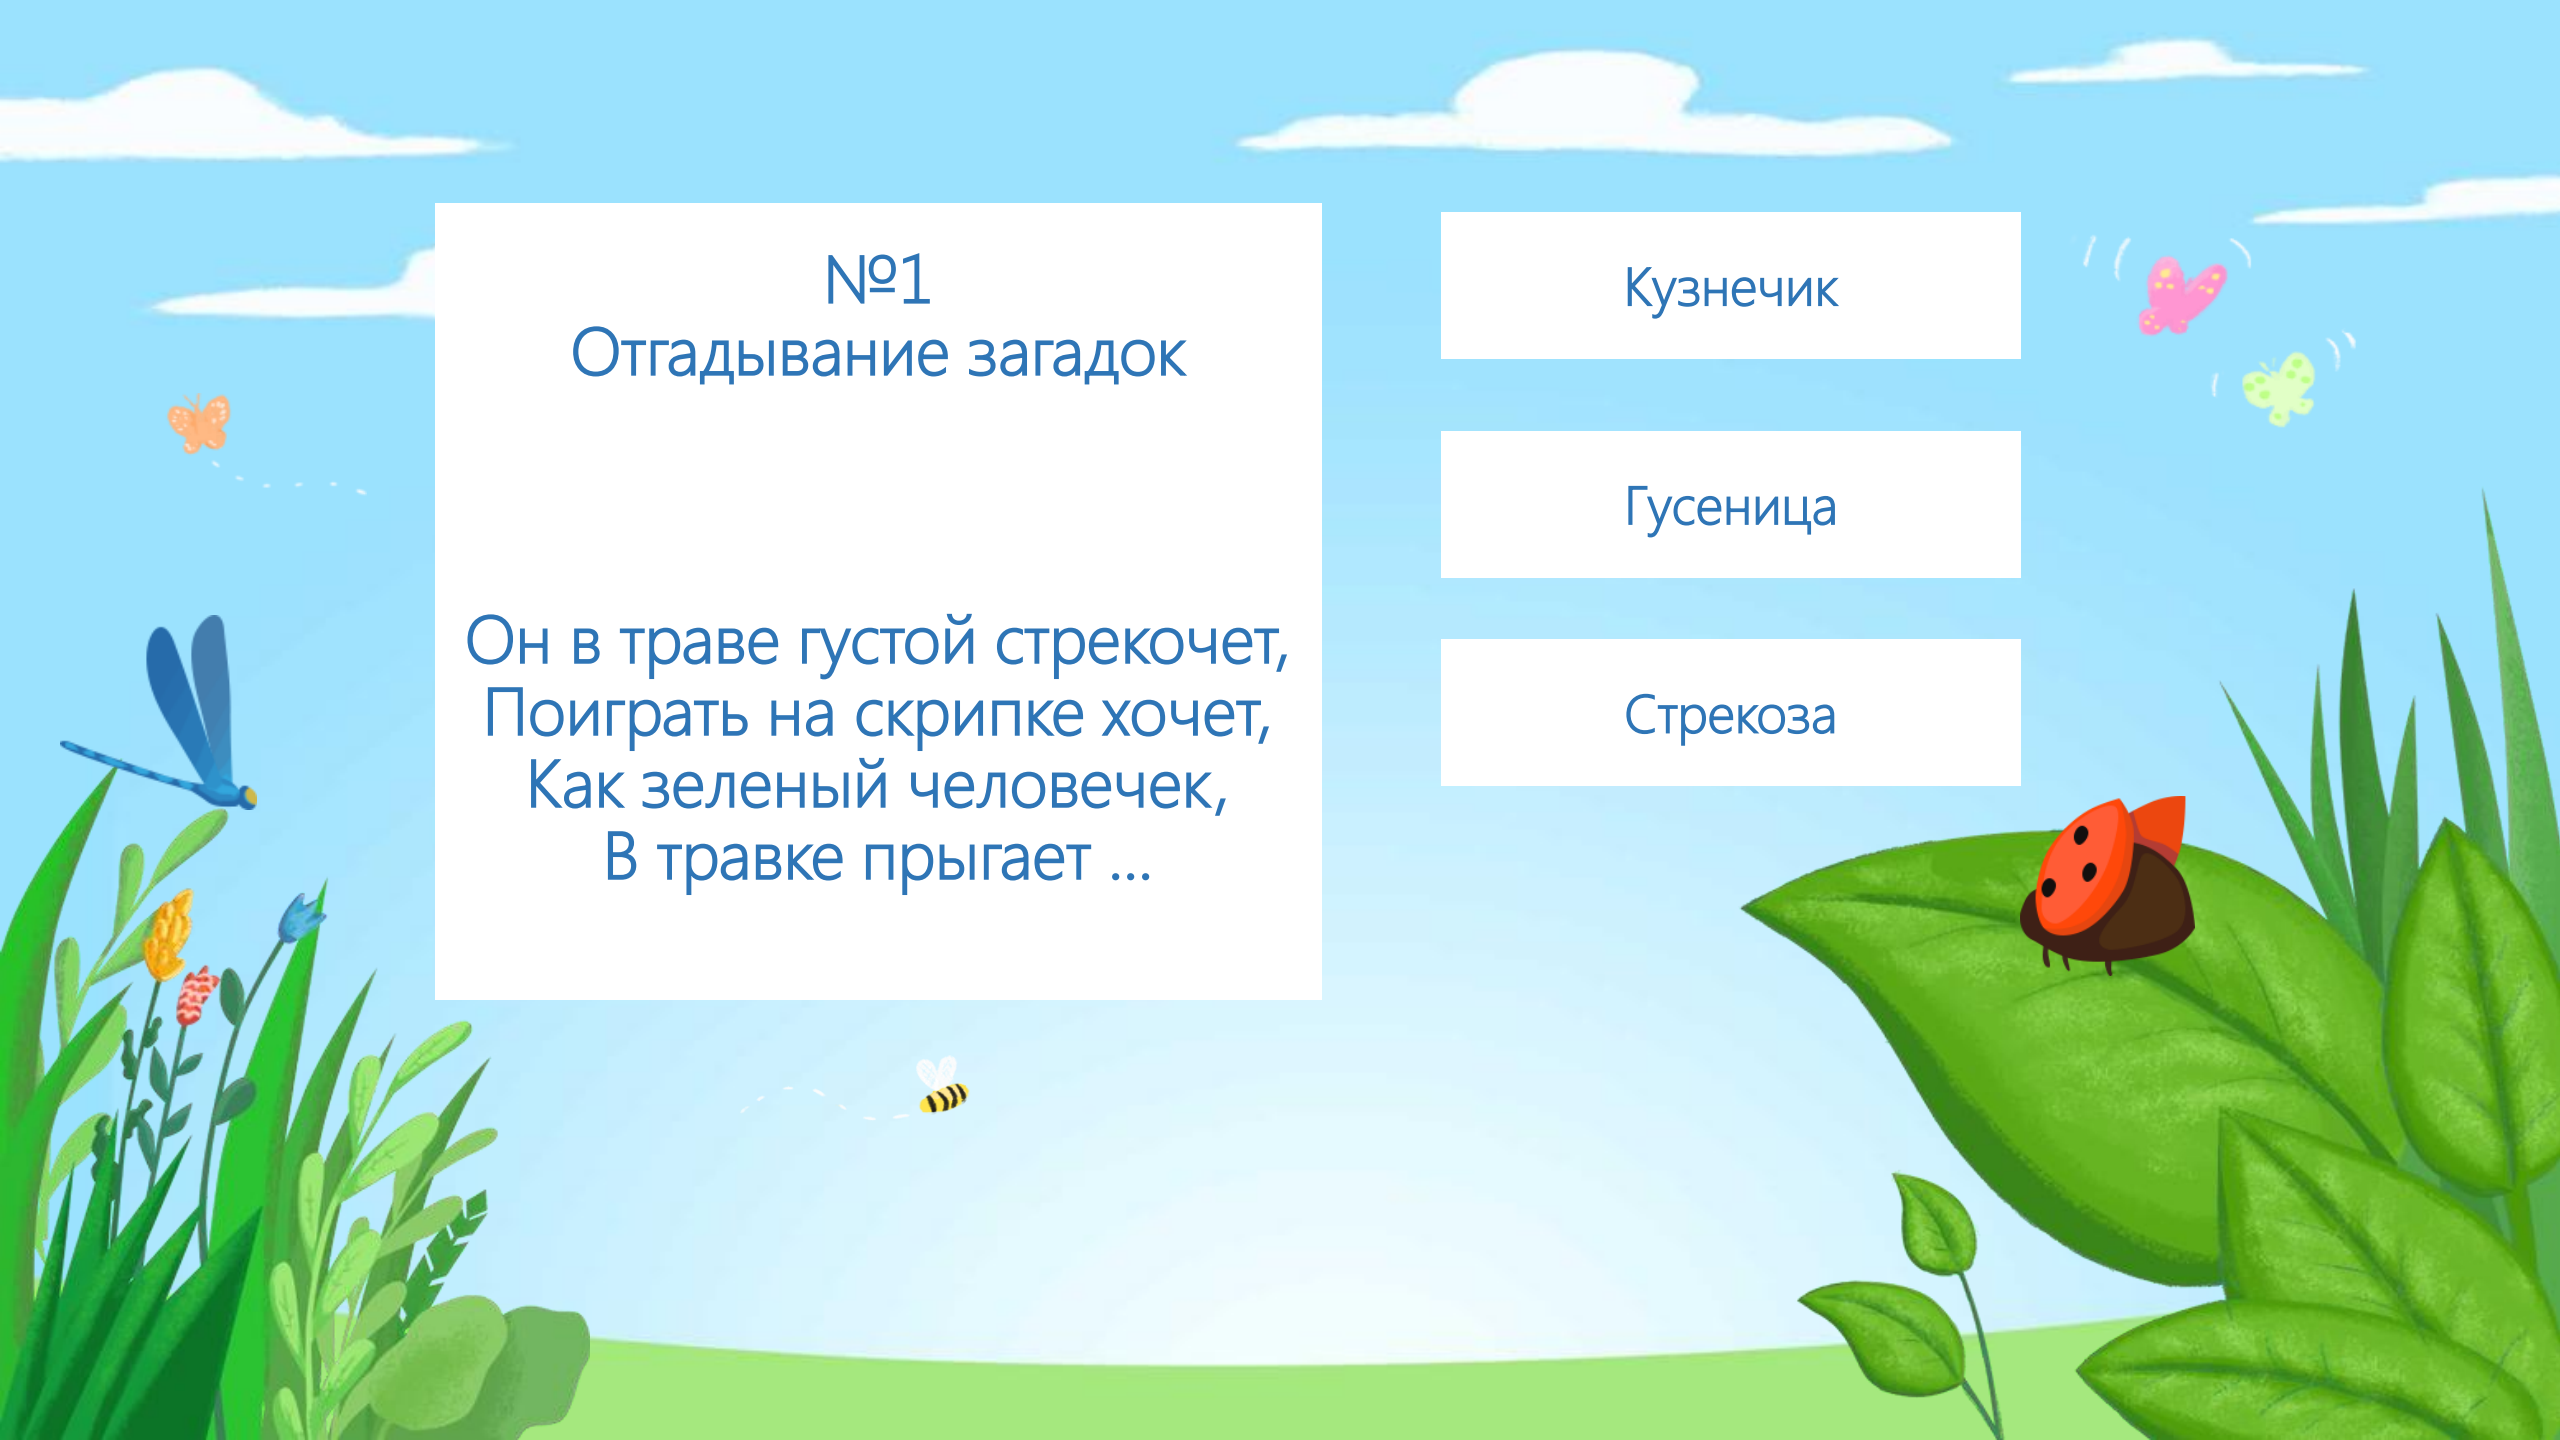 №1
Отгадывание загадок
Он в траве густой стрекочет,
Поиграть на скрипке хочет,
Как зеленый человечек,
В травке прыгает ...
Кузнечик
Гусеница
Стрекоза